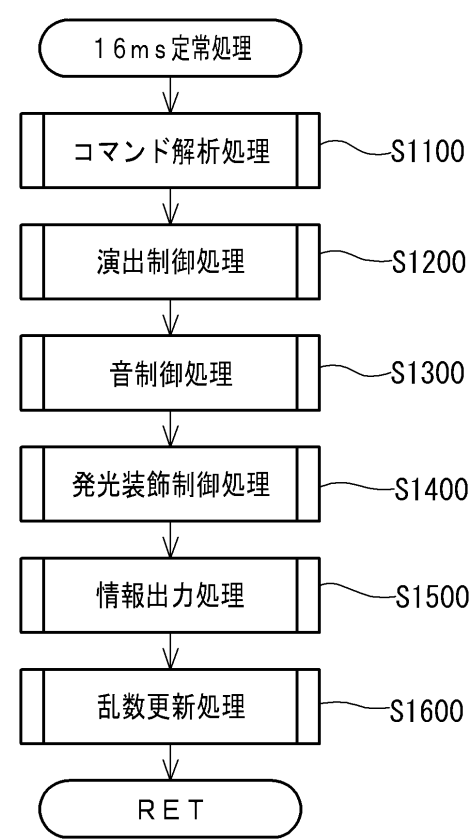 16ms定常処理
コマンド解析処理 S1100
演出制御処理 S1200
音制御処理 S1300
発光装飾制御処理 S1400
情報出力処理 S1500
乱数更新処理 S1600
RET